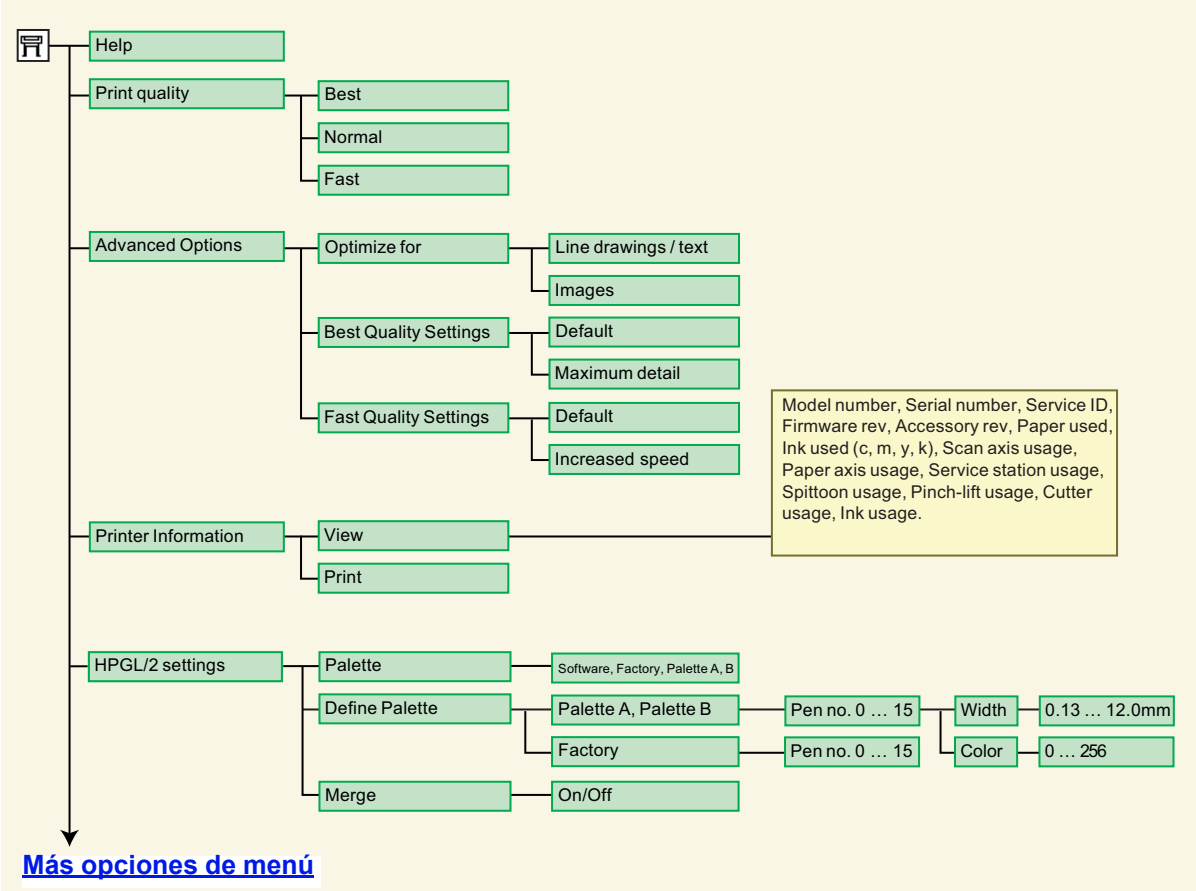 Help
Print quality
Best
Normal
Fast
Advanced Options
Optimize for
Line drawings / text
Images
Best Quality Settings
Default
Maximum detail
Fast Quality Settings
Default
Increased speed
Model number, Serial number, Service ID,
Firmware rev, Accessory rev, Paper used,
Ink used (c, m, y, k), Scan axis usage,
Paper axis usage, Service station usage,
Spittoon usage, Pinch-lift usage, Cutter
usage, Ink usage.
Printer Information
View
Print
HPGL/2 settings
Palette
Software, Factory, Palette A, B
Define Palette
Palette A, Palette B
Pen no. 0 … 15
Width
0.13 … 12.0mm
Factory
Pen no. 0 … 15
Color
0 … 256
Merge
On/Off
Más opciones de menú